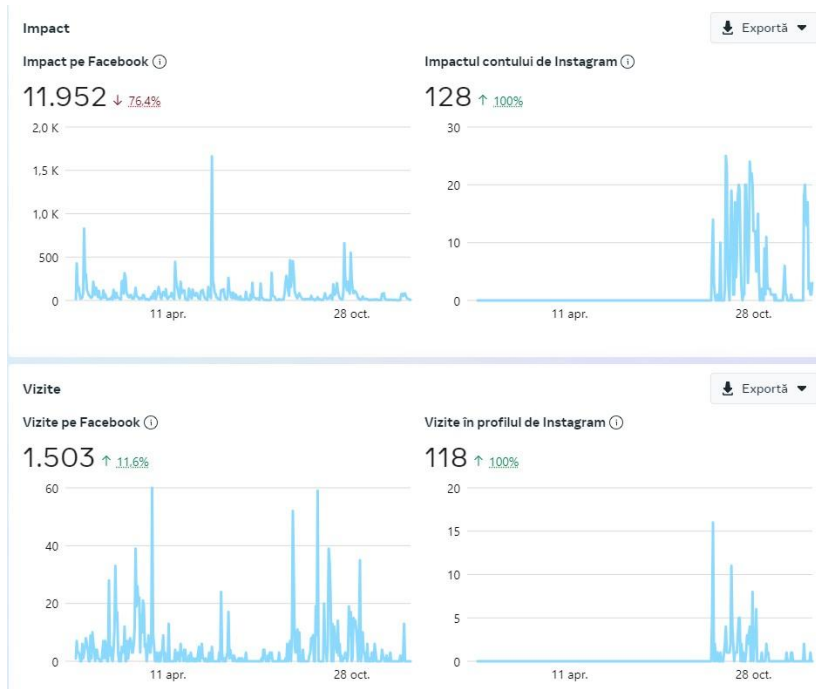 Impact
Exportă
Impact pe Facebook
Impactul contului de Instagram
11.952 ↓ 76,4%
128 ↑ 100%
2,0 K
1,5 K
1,0 K
500
0
11 apr.
28 oct.
30
20
10
0
11 apr.
28 oct.
Vizite
Exportă
Vizite pe Facebook
Vizite în profilul de Instagram
1.503 ↑ 11,6%
118 ↑ 100%
60
40
20
0
11 apr.
28 oct.
20
15
10
5
0
11 apr.
28 oct.